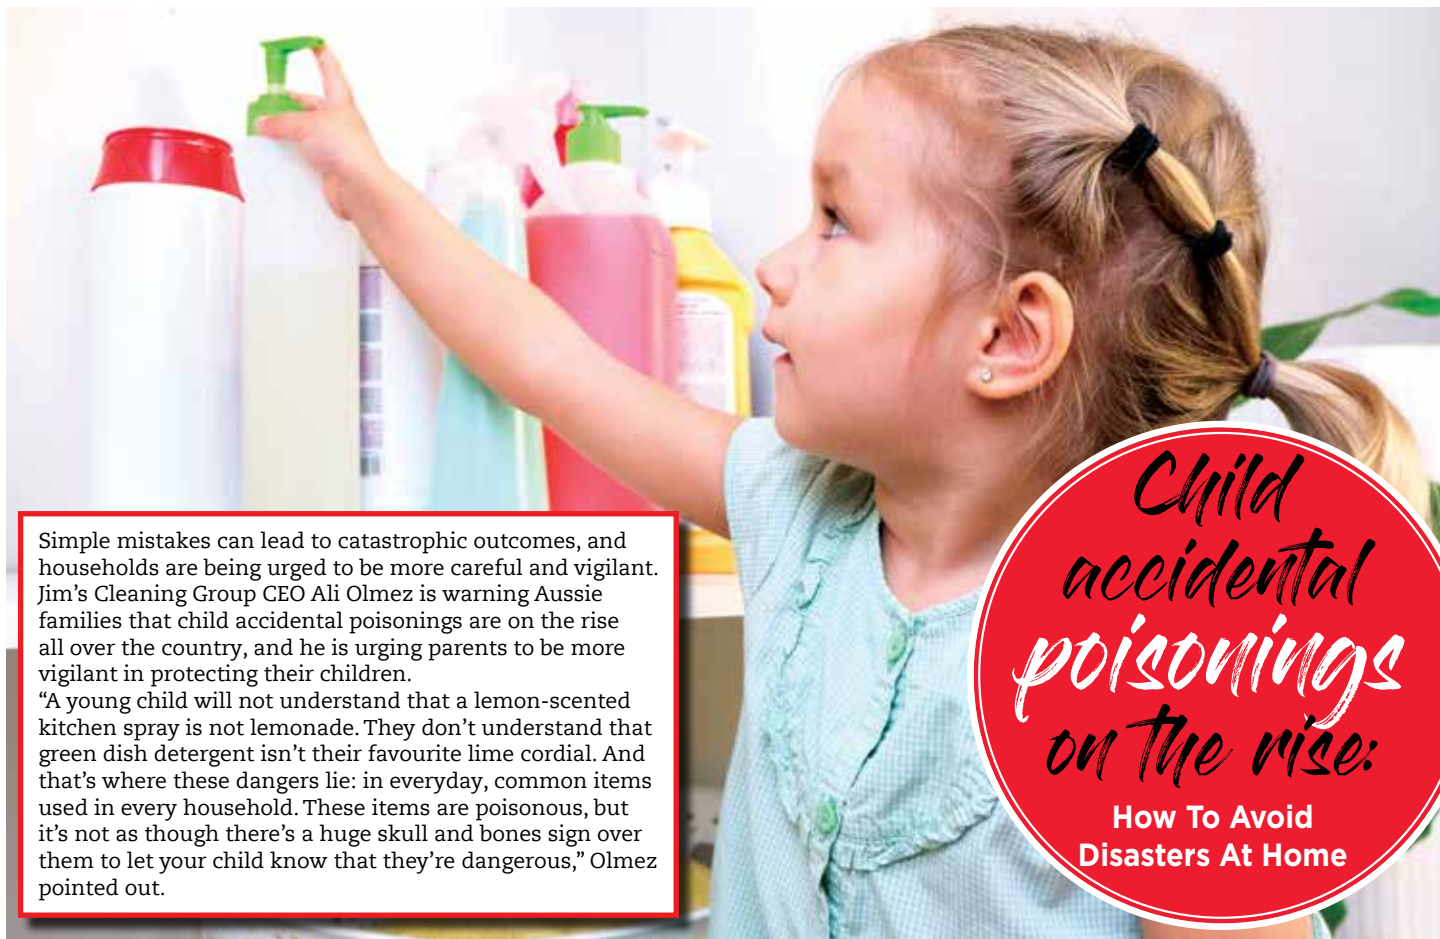 Simple mistakes can lead to catastrophic outcomes, and
households are being urged to be more careful and vigilant.
Jim’s Cleaning Group CEO Ali Olmez is warning Aussie
families that child accidental poisonings are on the rise
all over the country, and he is urging parents to be more
vigilant in protecting their children.
“A young child will not understand that a lemon-scented
kitchen spray is not lemonade. They don’t understand that
green dish detergent isn’t their favourite lime cordial. And
that’s where these dangers lie: in everyday, common items
used in every household. These items are poisonous, but
it’s not as though there’s a huge skull and bones sign over
them to let your child know that they’re dangerous,” Olmez
pointed out.
Child
accidental
poisonings
on the rise:
How To Avoid
Disasters At Home